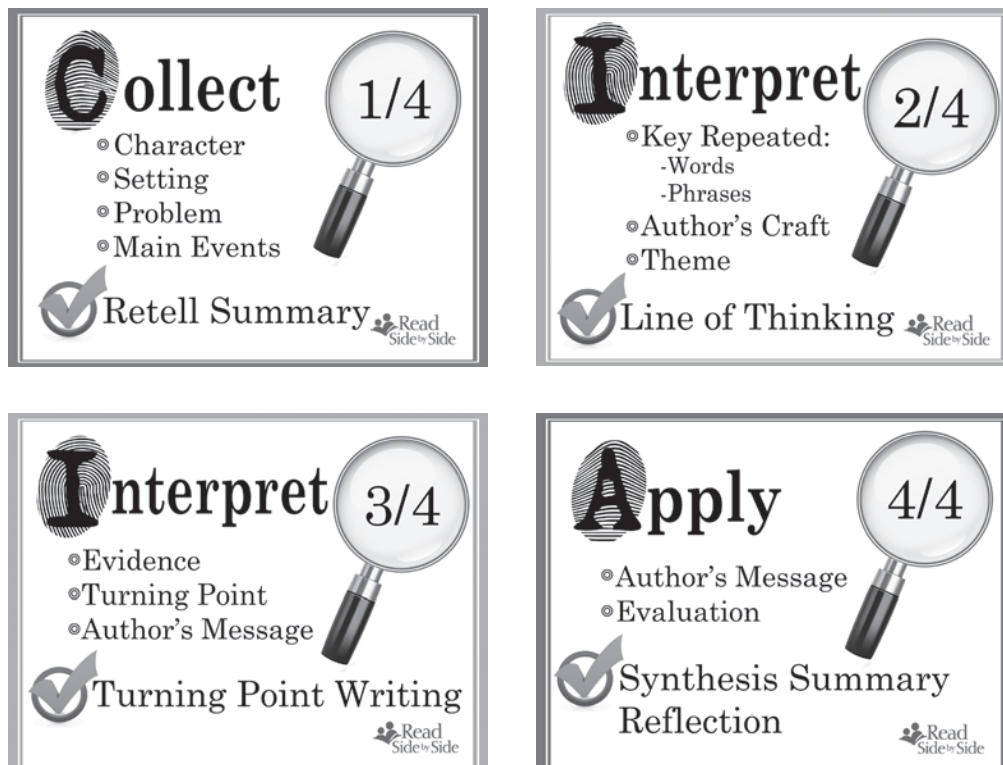 Collect
1/4
Character
Setting
Problem
Main Events
Retell Summary
Read
Side by Side
Interpret
2/4
Key Repeated:
-Words
-Phrases
Author's Craft
Theme
Line of Thinking
Read
Side by Side
Interpret
3/4
Evidence
Turning Point
Author's Message
Turning Point Writing
Read
Side by Side
Apply
4/4
Author's Message
Evaluation
Synthesis Summary
Reflection
Read
Side by Side